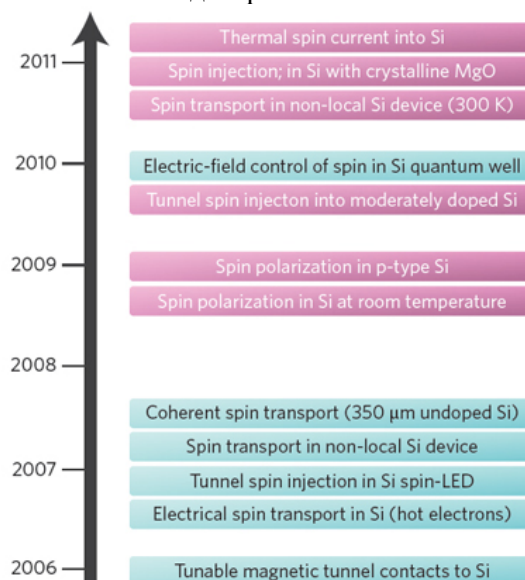 Thermal spin current into Si
2011
Spin injection; in Si with crystalline MgO
Spin transport in non-local Si device (300 K)
2010
Electric-field control of spin in Si quantum well
Tunnel spin injecton into moderately doped Si
2009
Spin polarization in p-type Si
Spin polarization in Si at room temperature
2008
Coherent spin transport (350 μm undoped Si)
Spin transport in non-local Si device
2007
Tunnel spin injection in Si spin-LED
Electrical spin transport in Si (hot electrons)
2006
Tunable magnetic tunnel contacts to Si